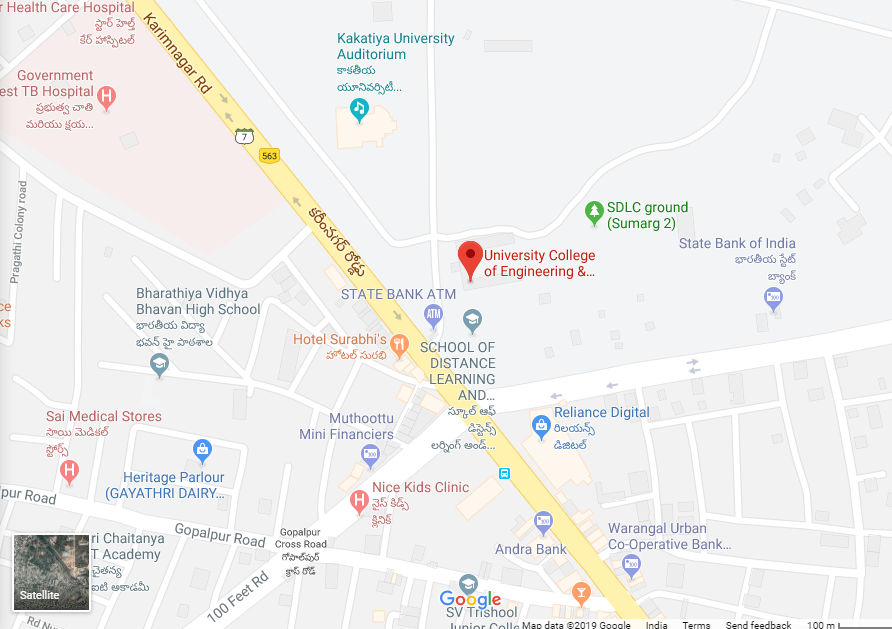 r Health Care Hospital
స్టార్ హెల్త్
కేర్ హాస్పిటల్
Karimnagar Rd
Kakatiya University
Auditorium
కాకతీయ
యూనివర్సిటీ...
Government
est TB Hospital
ప్రభుత్వ చాతి
మరియు క్షయ...
7
563
Pragathi Colony road
కరీంనగర్ రోడ్డు
SDLC ground
(Sumarg 2)
University College
of Engineering &...
State Bank of India
భారతీయ స్టేట్
బ్యాంక్
STATE BANK ATM
ATM
Bharathiya Vidhya
Bhavan High School
భారతీయ విద్యా
భవన్ హై పాఠశాల
ce
ks
Hotel Surabhi's
హోటల్ సురభి
SCHOOL OF
DISTANCE
LEARNING
AND...
స్కూల్ ఆఫ్
డిస్టెన్స్
లర్నింగ్ అండ్...
Reliance Digital
రిలయన్స్
డిజిటల్
Sai Medical Stores
సాయి మెడికల్
స్టోర్స్
Muthoottu
Mini Financiers
Heritage Parlour
(GAYATHRI DAIRY...
Nice Kids Clinic
నైస్ కిడ్స్
క్లినిక్
lpur Road
Gopalpur Road
Gopalpur
Cross Road
గోపాల్‌పుర్
క్రాస్ రోడ్
Andra Bank
Warangal Urban
Co-Operative Bank...
ri Chaitanya
T Academy
చైతన్య
ఐటి అకాడమీ
Satellite
100 Feet Rd
Google
SV Trishool
Junior Colle
Rd Nu
Map data ©2019 Google
India
Terms
Send feedback
100 m